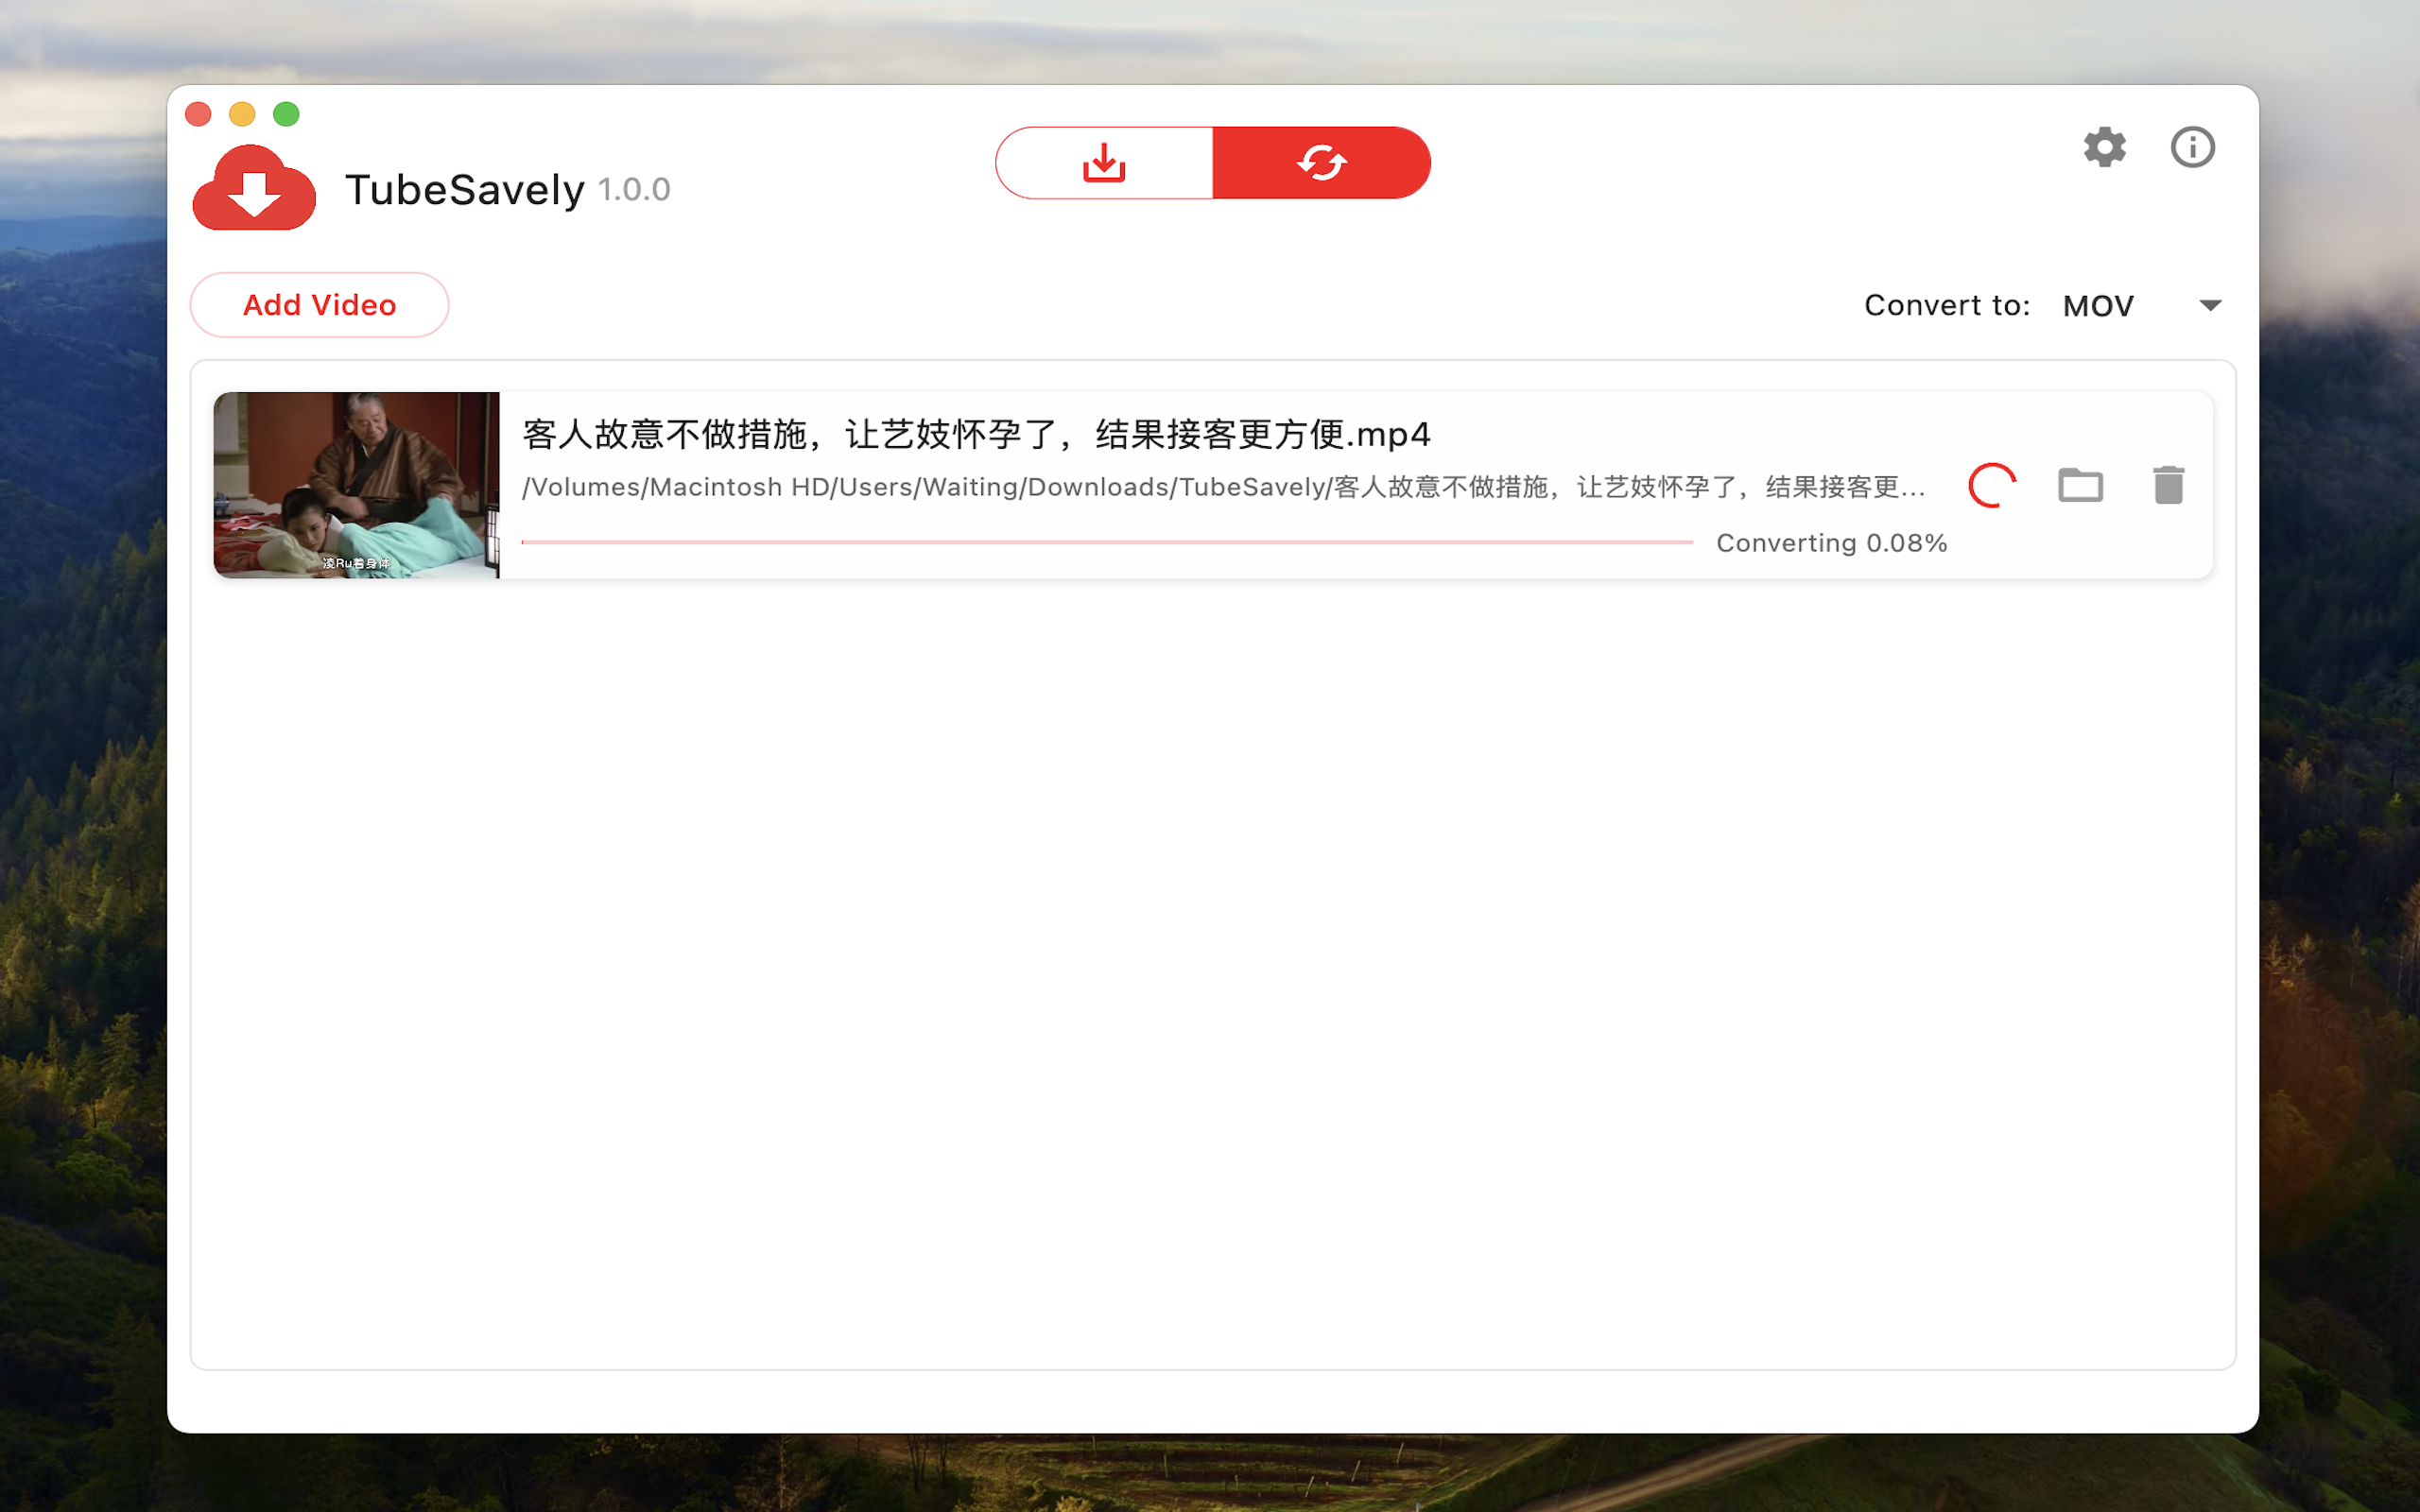 TubeSavely 1.0.0
Add Video
Convert to: MOV
客人故意不做措施，让艺妓怀孕了，结果接客更方便.mp4
/Volumes/Macintosh HD/Users/Waiting/Downloads/TubeSavely/客人故意不做措施，让艺妓怀孕了，结果接客更...
凌Ru着身体
Converting 0.08%